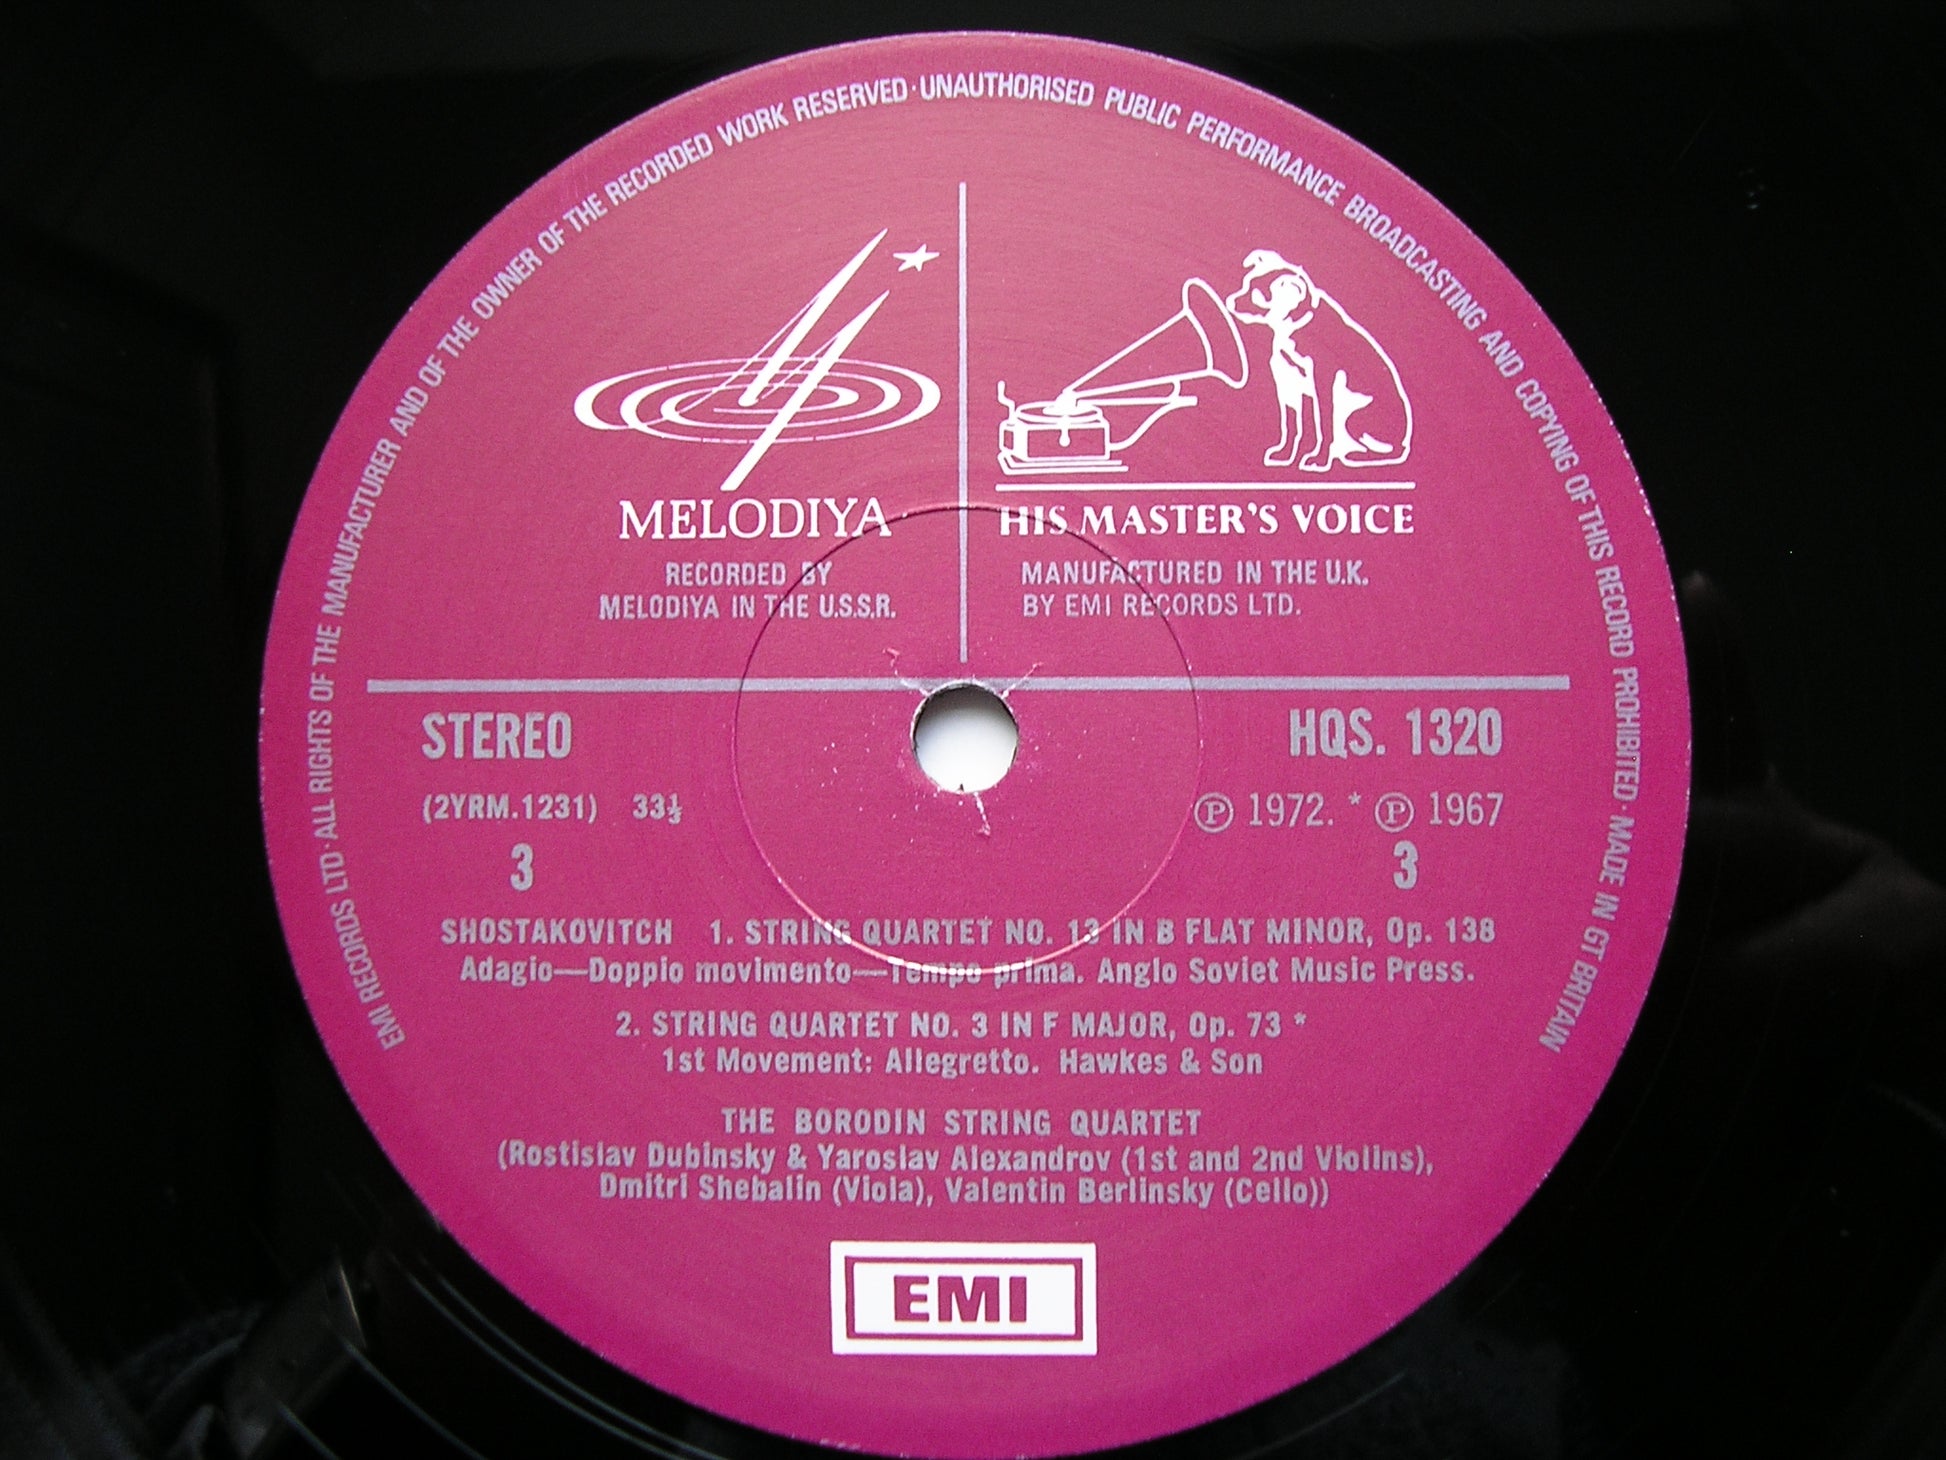 EMI RECORDS LTD·ALL RIGHTS OF THE MANUFACTURER AND OF THE OWNER OF THE RECORDED WORK RESERVED·UNAUTHORISED PUBLIC PERFORMANCE BROADCASTING AND COPYING OF THIS RECORD PROHIBITED·MADE IN GT BRITAIN
MELODIYA
RECORDED BY
MELODIYA IN THE U.S.S.R.
HIS MASTER'S VOICE
MANUFACTURED IN THE U.K.
BY EMI RECORDS LTD.
STEREO HQS. 1320
(2YRM.1231) 33⅓ ℗ 1972. * ℗ 1967
3 3
SHOSTAKOVITCH 1. STRING QUARTET NO. 13 IN B FLAT MINOR, Op. 138
Adagio—Doppio movimento—Tempo prima. Anglo Soviet Music Press.
2. STRING QUARTET NO. 3 IN F MAJOR, Op. 73 *
1st Movement: Allegretto. Hawkes & Son
THE BORODIN STRING QUARTET
(Rostislav Dubinsky & Yaroslav Alexandrov (1st and 2nd Violins),
Dmitri Shebalin (Viola), Valentin Berlinsky (Cello))
EMI